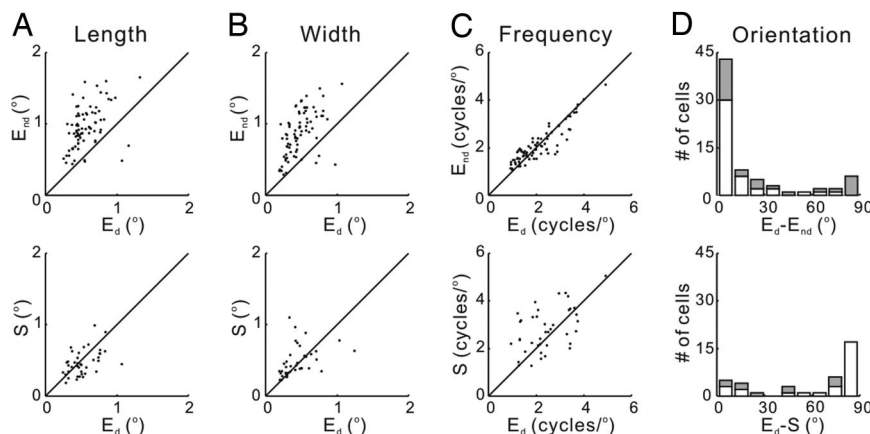 A Length
B Width
C Frequency
D Orientation
2
1
0
0 1 2
End (°)
Ed (°)
2
1
0
0 1 2
End (°)
Ed (°)
6
4
2
0
0 2 4 6
End (cycles/°)
Ed (cycles/°)
45
30
15
0
0 30 60 90
# of cells
Ed-End (°)
2
1
0
0 1 2
S (°)
Ed (°)
2
1
0
0 1 2
S (°)
Ed (°)
6
4
2
0
0 2 4 6
S (cycles/°)
Ed (cycles/°)
45
30
15
0
0 30 60 90
# of cells
Ed-S (°)